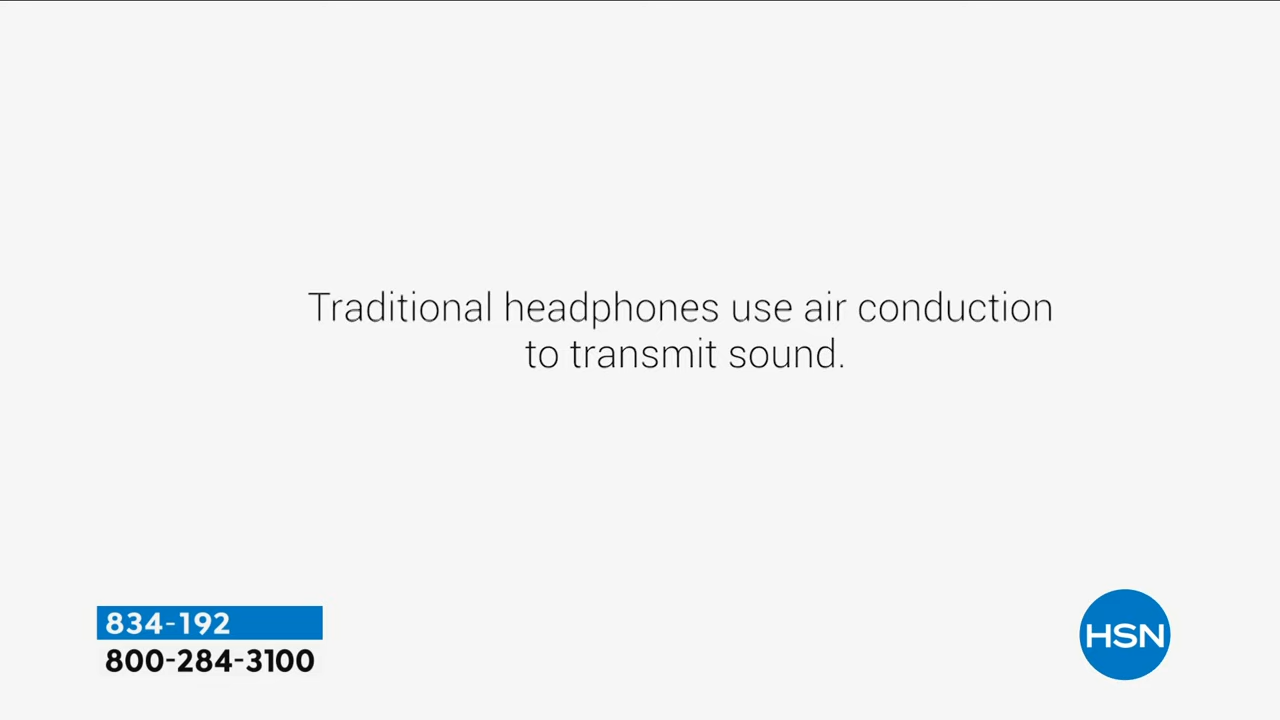 Traditional headphones use air conduction
to transmit sound.
834-192
800-284-3100
HSN